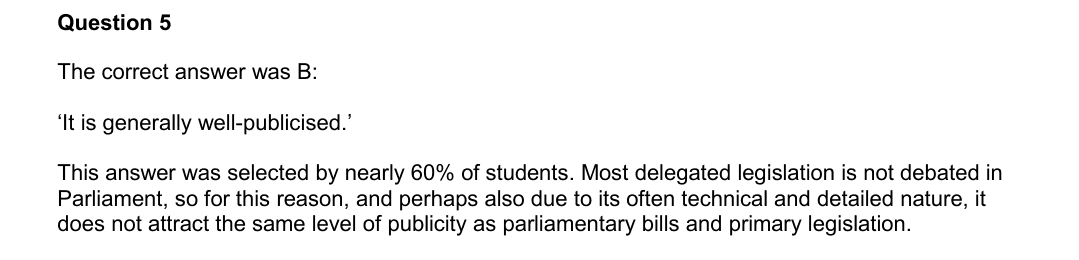 Question 5
The correct answer was B:
‘It is generally well-publicised.’
This answer was selected by nearly 60% of students. Most delegated legislation is not debated in
Parliament, so for this reason, and perhaps also due to its often technical and detailed nature, it
does not attract the same level of publicity as parliamentary bills and primary legislation.